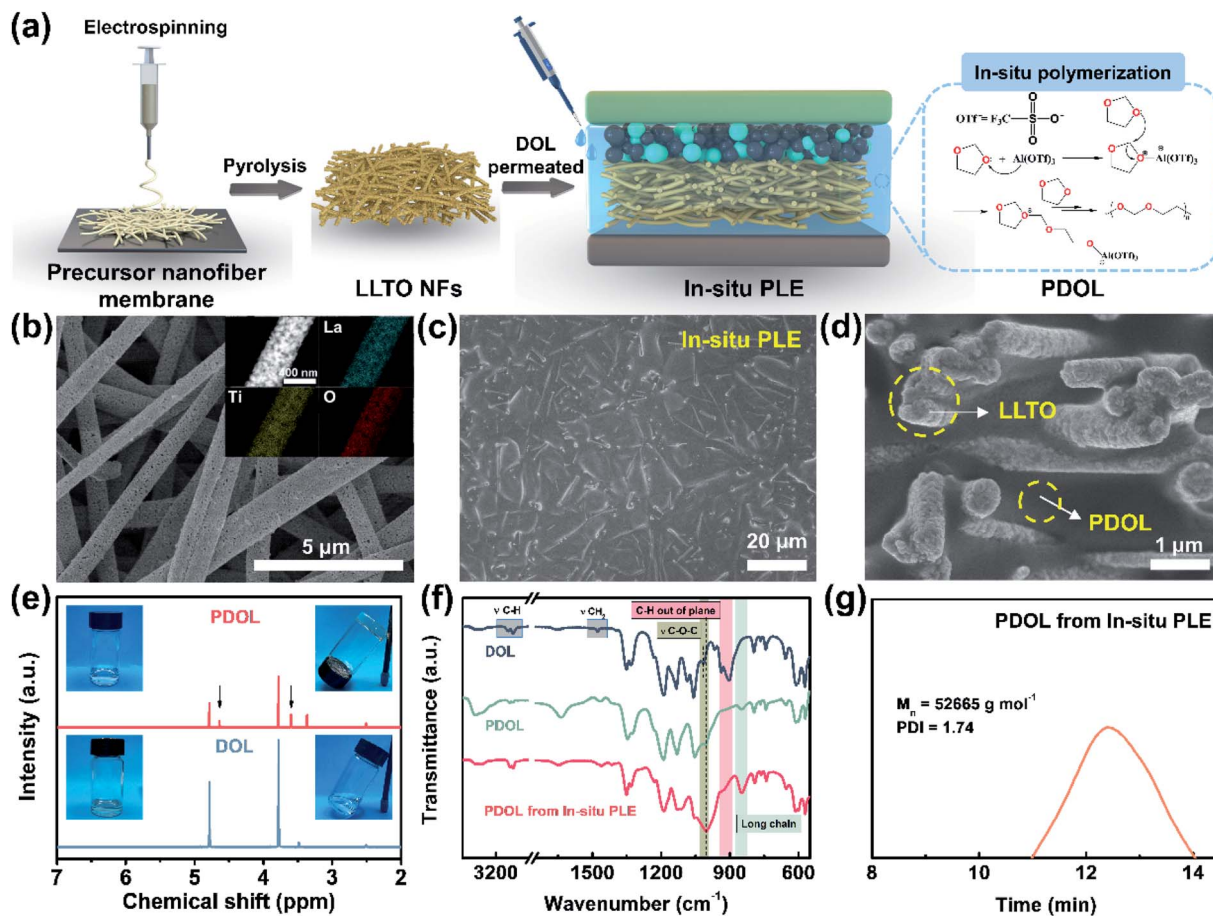 (a)
Electrospinning
Precursor nanofiber
membrane
Pyrolysis
LLTO NFs
DOL
permeated
In-situ PLE
In-situ polymerization
OTf⁻= F₃C
S
O
O
O⁻
O
O
O
O
+ Al(OTf)₃
O
O
⊕
⊖
Al(OTf)₃
O
O
O
O
O
O
O
n
O
Al(OTf)₃
PDOL
(b)
400 nm
La
Ti
O
5 µm
(c)
In-situ PLE
20 µm
(d)
LLTO
PDOL
1 µm
(e)
PDOL
DOL
Intensity (a.u.)
7
6
5
4
3
2
Chemical shift (ppm)
(f)
ν C-H
ν CH₂
C-H out of plane
ν C-O-C
DOL
PDOL
PDOL from In-situ PLE
Long chain
Transmittance (a.u.)
3200
1500
1200
900
600
Wavenumber (cm⁻¹)
(g)
PDOL from In-situ PLE
Mₙ = 52665 g mol⁻¹
PDI = 1.74
8
10
12
14
Time (min)